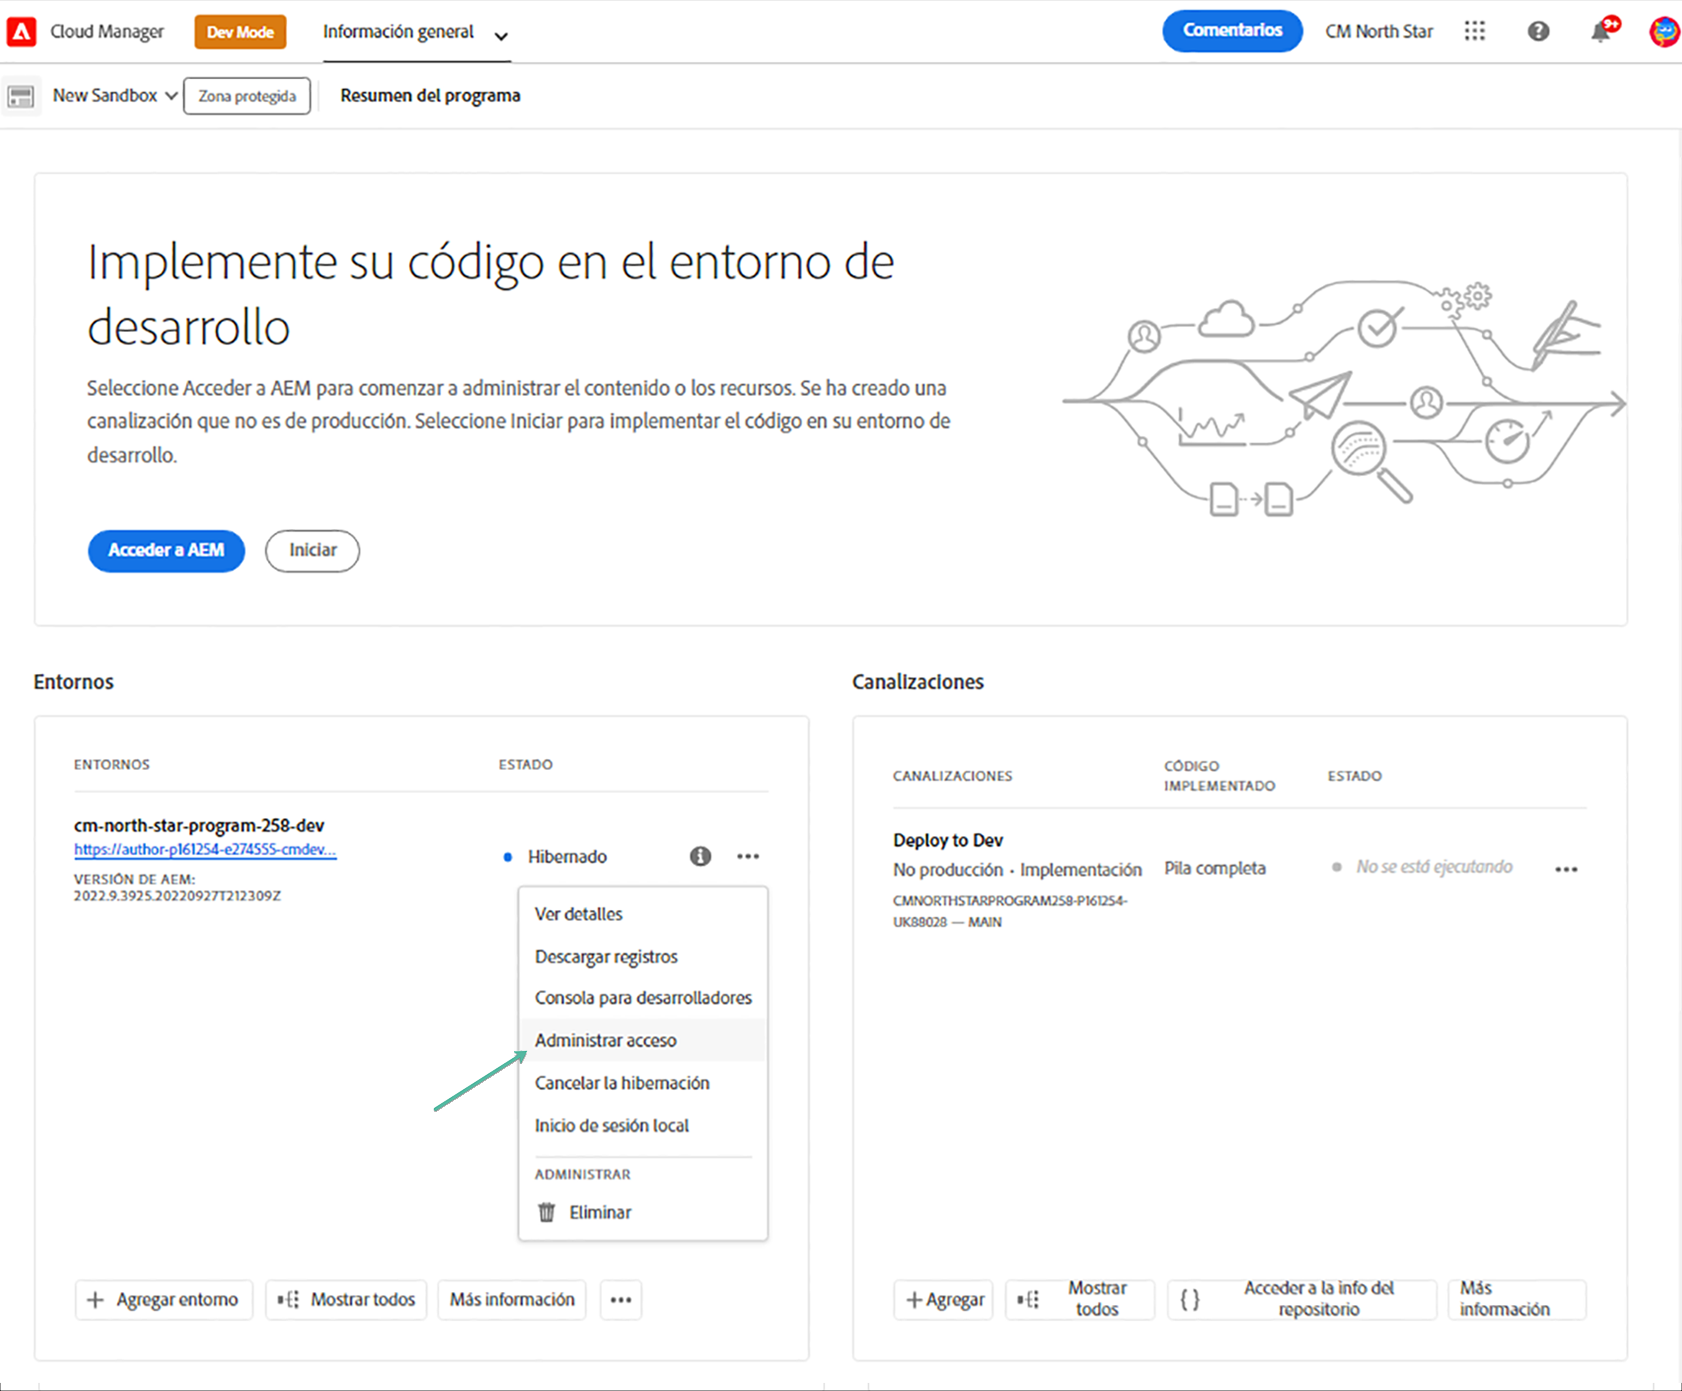 Cloud Manager Dev Mode Información general Comentarios CM North Star 9+
New Sandbox Zona protegida Resumen del programa
Implemente su código en el entorno de
desarrollo
Seleccione Acceder a AEM para comenzar a administrar el contenido o los recursos. Se ha creado una
canalización que no es de producción. Seleccione Iniciar para implementar el código en su entorno de
desarrollo.
Acceder a AEM Iniciar
Entornos
ENTORNOS ESTADO
cm-north-star-program-258-dev
https://author-p161254-e274555-cmdev...
Hibernado
VERSIÓN DE AEM:
2022.9.3925.20220927T212309Z
Ver detalles
Descargar registros
Consola para desarrolladores
Administrar acceso
Cancelar la hibernación
Inicio de sesión local
ADMINISTRAR
Eliminar
Agregar entorno Mostrar todos Más información
Canalizaciones
CANALIZACIONES CÓDIGO IMPLEMENTADO ESTADO
Deploy to Dev
No producción · Implementación Pila completa No se está ejecutando
CMNORTHSTARPROGRAM258-P161254-
UK88028 — MAIN
Agregar Mostrar todos Acceder a la info del repositorio Más información